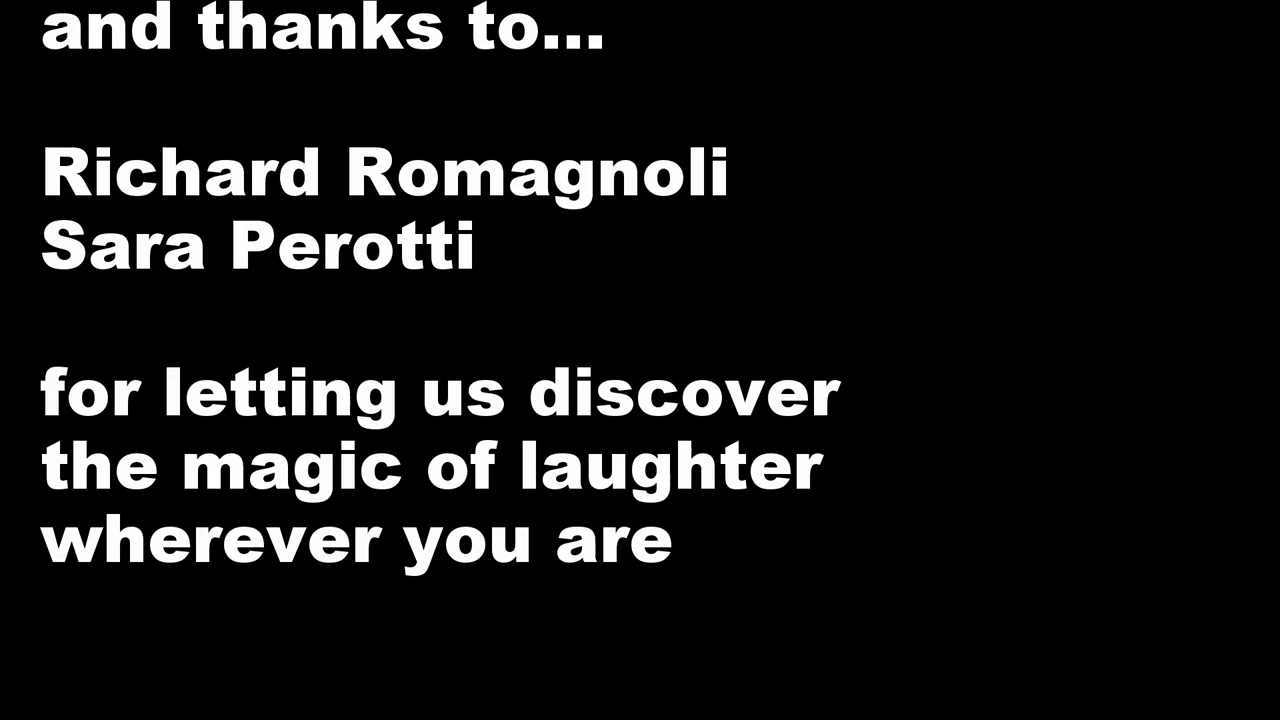 and thanks to...
Richard Romagnoli
Sara Perotti
for letting us discover
the magic of laughter
wherever you are